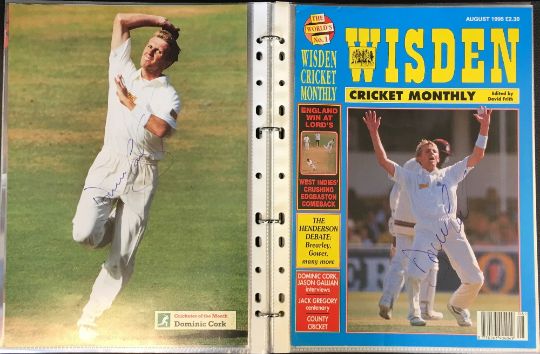 Cricketer of the Month
Dominic Cork
THE
WORLD'S
No. 1
WISDEN
CRICKET
MONTHLY
ENGLAND
WIN AT
LORD'S
WEST INDIES'
CRUSHING
EDGBASTON
COMEBACK
THE
HENDERSON
DEBATE:
Brearley,
Gower,
many more
DOMINIC CORK
JASON GALLIAN
interviews
JACK GREGORY
centenary
COUNTY
CRICKET
AUGUST 1995 £2.30
WISDEN
CRICKET MONTHLY
Edited by
David Frith